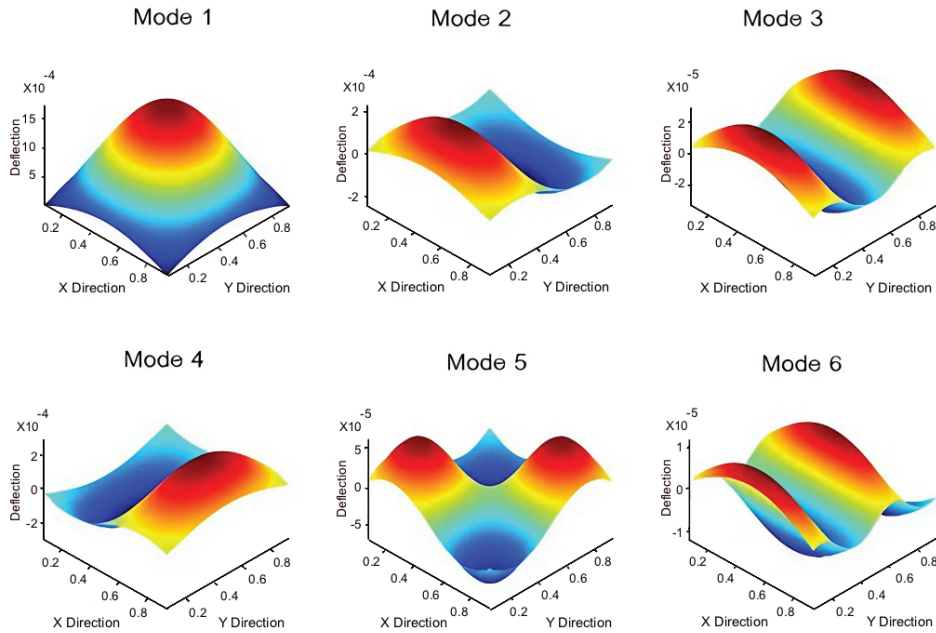 Mode 1
X10 -4
15
10
5
Deflection
0.2
0.4
0.6
0.8
X Direction
0.2
0.4
0.6
0.8
Y Direction
Mode 2
X10 -4
2
0
-2
Deflection
0.2
0.4
0.6
0.8
X Direction
0.2
0.4
0.6
0.8
Y Direction
Mode 3
X10 -5
2
0
-2
Deflection
0.2
0.4
0.6
0.8
X Direction
0.2
0.4
0.6
0.8
Y Direction
Mode 4
X10 -4
2
0
-2
Deflection
0.2
0.4
0.6
0.8
X Direction
0.2
0.4
0.6
0.8
Y Direction
Mode 5
X10 -5
5
0
-5
Deflection
0.2
0.4
0.6
0.8
X Direction
0.2
0.4
0.6
0.8
Y Direction
Mode 6
X10 -5
1
0
-1
Deflection
0.2
0.4
0.6
0.8
X Direction
0.2
0.4
0.6
0.8
Y Direction